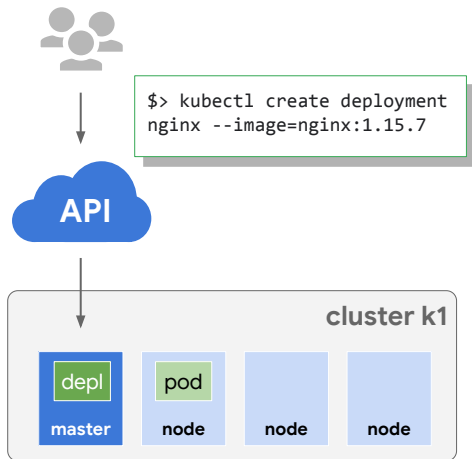 $> kubectl create deployment
nginx --image=nginx:1.15.7
API
cluster k1
depl
pod
master
node
node
node